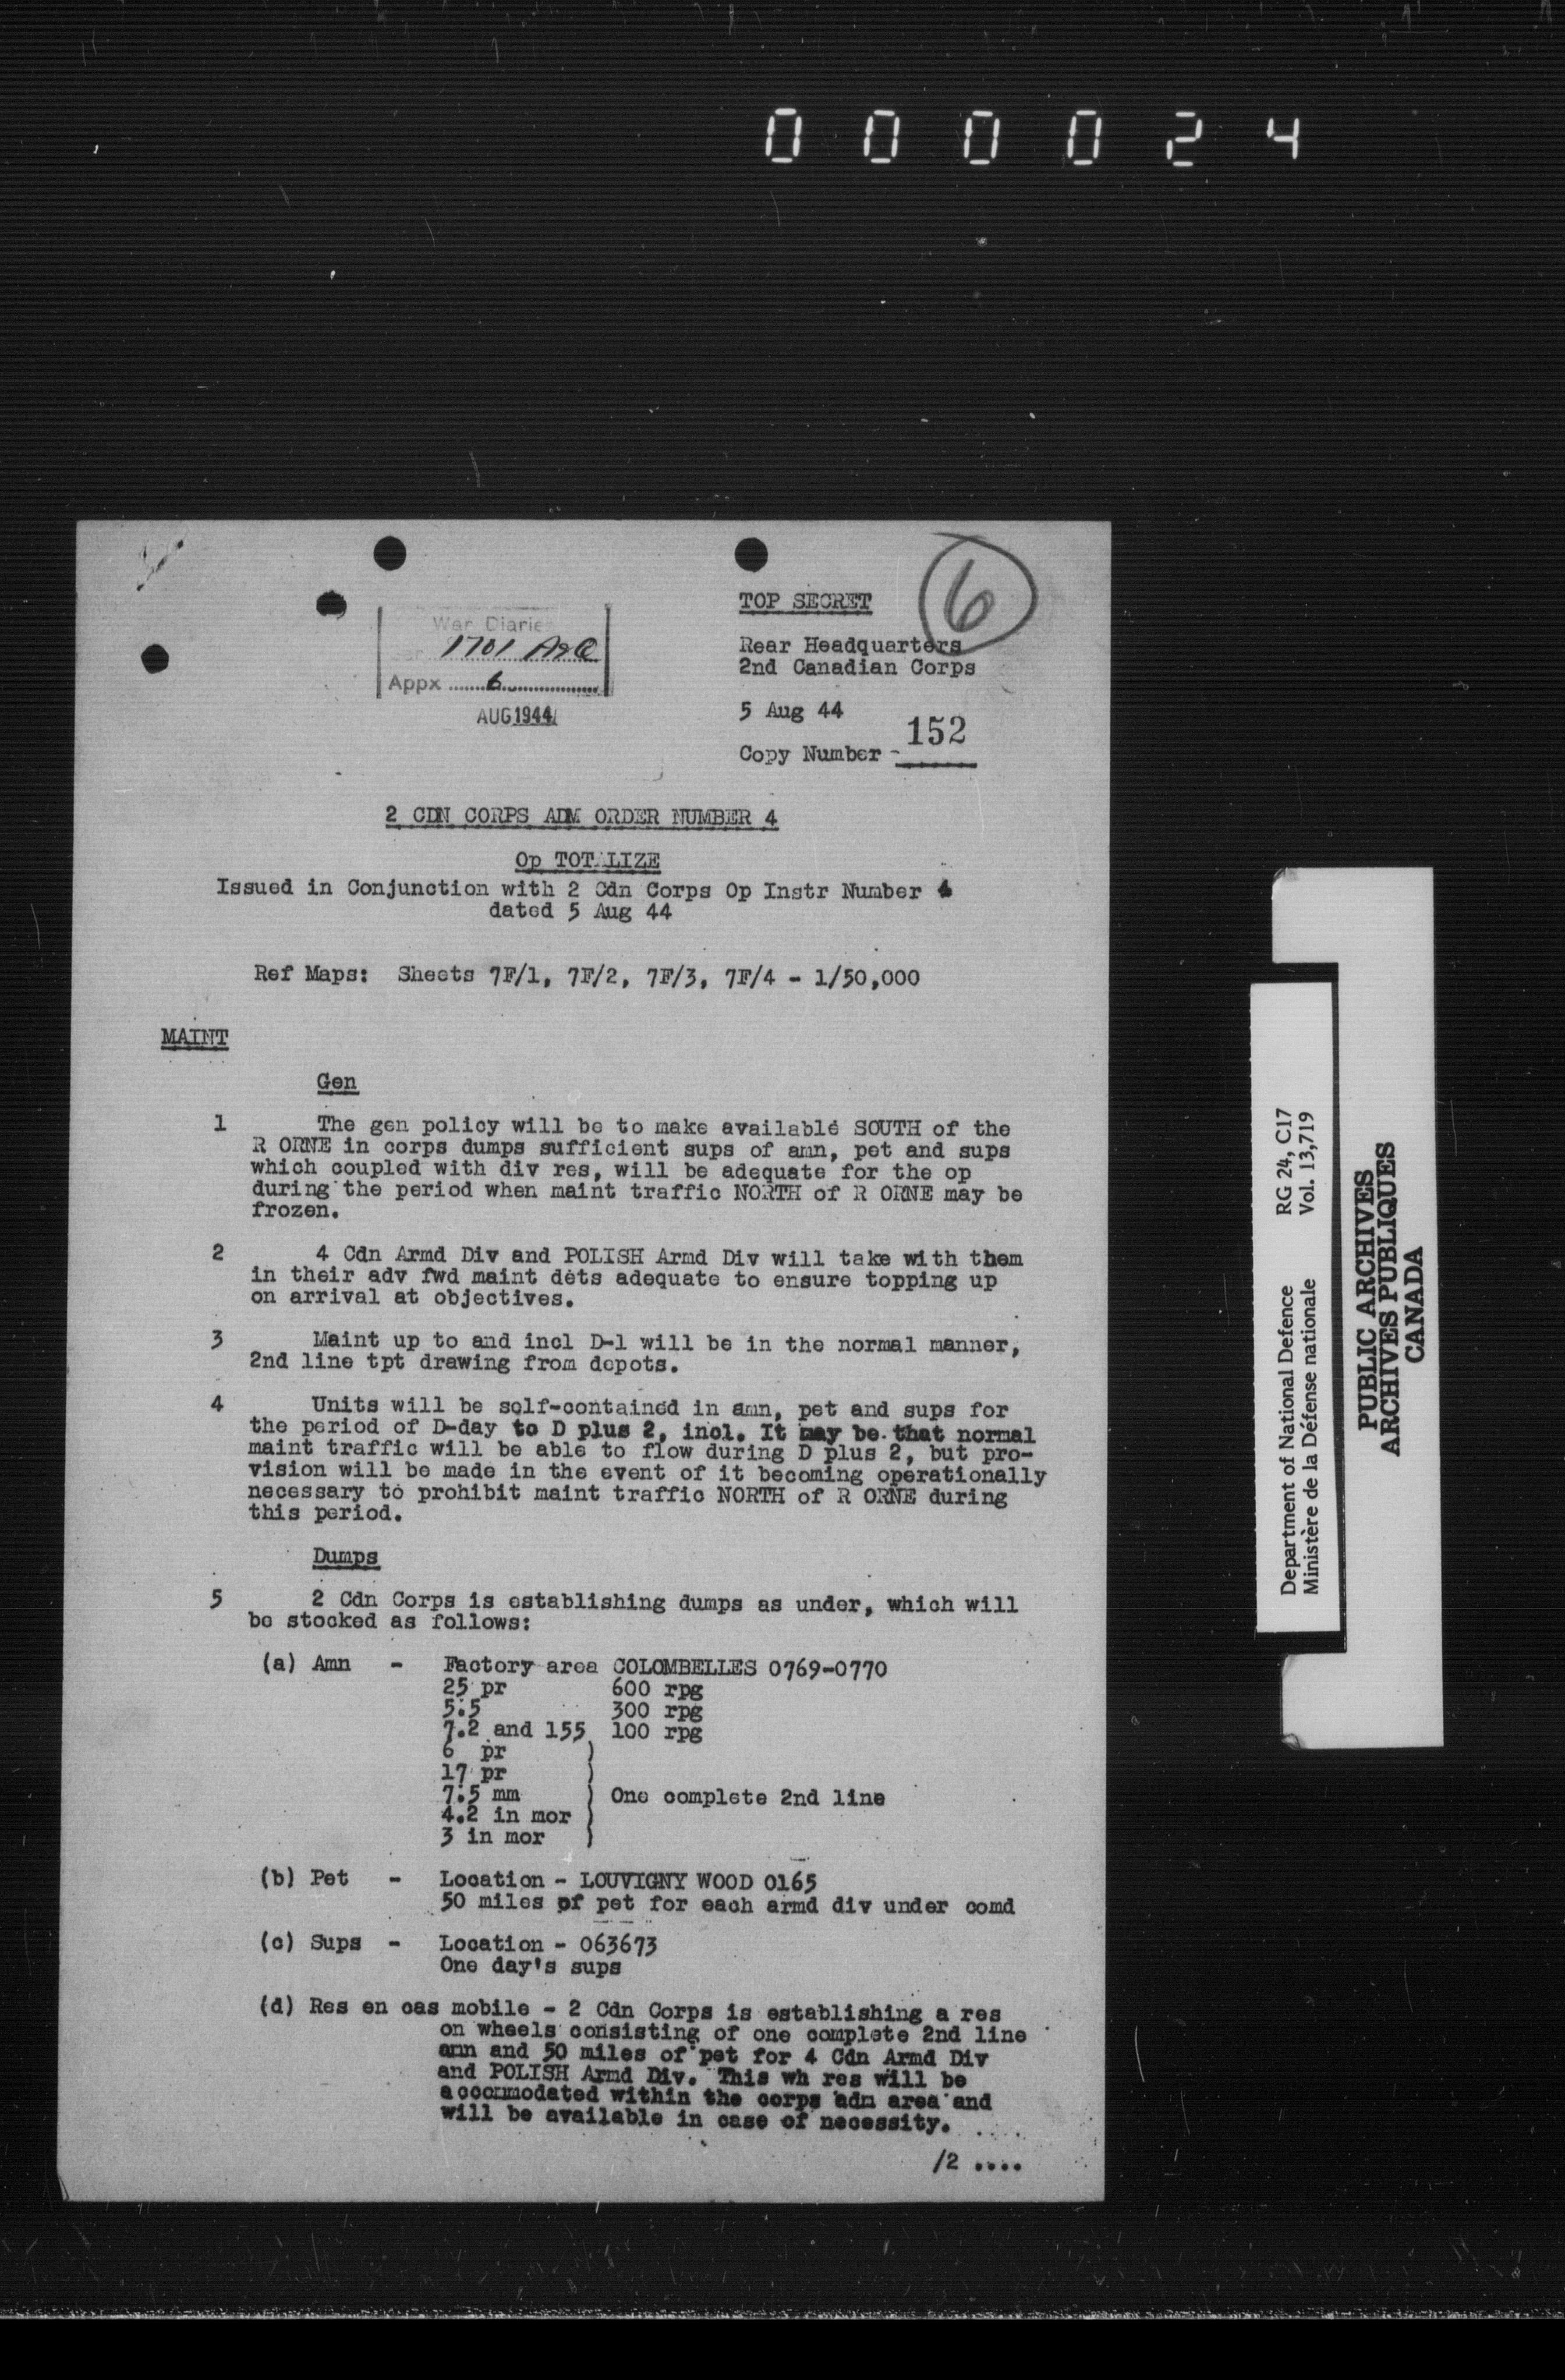 000024
TOP SECRET
6
War Diaries
1701 A&Q
Appx ........6................
AUG 1944
Rear Headquarters
2nd Canadian Corps
5 Aug 44
Copy Number - 152
2 CDN CORPS ADM ORDER NUMBER 4
Op TOTALIZE
Issued in Conjunction with 2 Cdn Corps Op Instr Number 4
dated 5 Aug 44
Ref Maps: Sheets 7F/1, 7F/2, 7F/3, 7F/4 - 1/50,000
MAINT
Gen
1 The gen policy will be to make available SOUTH of the
R ORNE in corps dumps sufficient sups of amn, pet and sups
which coupled with div res, will be adequate for the op
during the period when maint traffic NORTH of R ORNE may be
frozen.
2 4 Cdn Armd Div and POLISH Armd Div will take with them
in their adv fwd maint dets adequate to ensure topping up
on arrival at objectives.
3 Maint up to and incl D-1 will be in the normal manner,
2nd line tpt drawing from depots.
4 Units will be self-contained in amn, pet and sups for
the period of D-day to D plus 2, incl. It may be that normal
maint traffic will be able to flow during D plus 2, but pro-
vision will be made in the event of it becoming operationally
necessary to prohibit maint traffic NORTH of R ORNE during
this period.
Dumps
5 2 Cdn Corps is establishing dumps as under, which will
be stocked as follows:
(a) Amn - Factory area COLOMBELLES 0769-0770
25 pr 600 rpg
5.5 300 rpg
7.2 and 155 100 rpg
6 pr )
17 pr )
7.5 mm ) One complete 2nd line
4.2 in mor )
3 in mor )
(b) Pet - Location - LOUVIGNY WOOD 0165
50 miles of pet for each armd div under comd
(c) Sups - Location - 063673
One day's sups
(d) Res en cas mobile - 2 Cdn Corps is establishing a res
on wheels consisting of one complete 2nd line
amn and 50 miles of pet for 4 Cdn Armd Div
and POLISH Armd Div. This wh res will be
accommodated within the corps adm area and
will be available in case of necessity.
/2 ....
Department of National Defence RG 24, C17
Ministère de la Défense nationale Vol. 13,719
PUBLIC ARCHIVES
ARCHIVES PUBLIQUES
CANADA